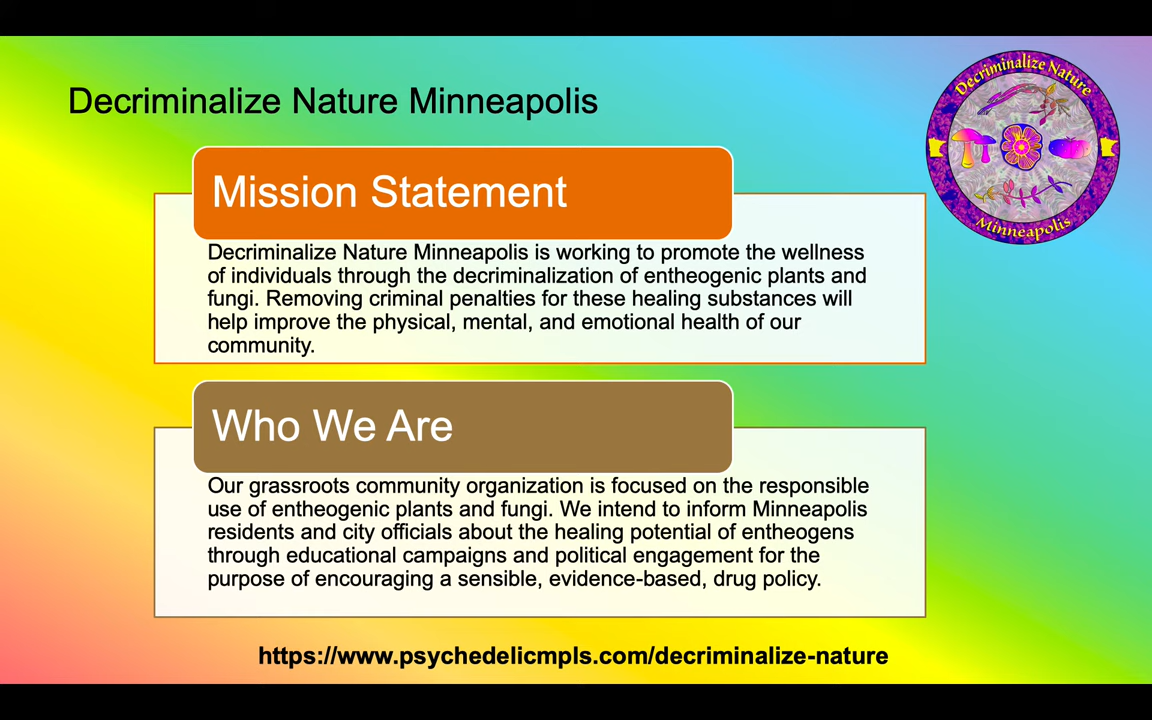 Decriminalize Nature Minneapolis
Decriminalize Nature
Minneapolis
Mission Statement
Decriminalize Nature Minneapolis is working to promote the wellness
of individuals through the decriminalization of entheogenic plants and
fungi. Removing criminal penalties for these healing substances will
help improve the physical, mental, and emotional health of our
community.
Who We Are
Our grassroots community organization is focused on the responsible
use of entheogenic plants and fungi. We intend to inform Minneapolis
residents and city officials about the healing potential of entheogens
through educational campaigns and political engagement for the
purpose of encouraging a sensible, evidence-based, drug policy.
https://www.psychedelicmpls.com/decriminalize-nature